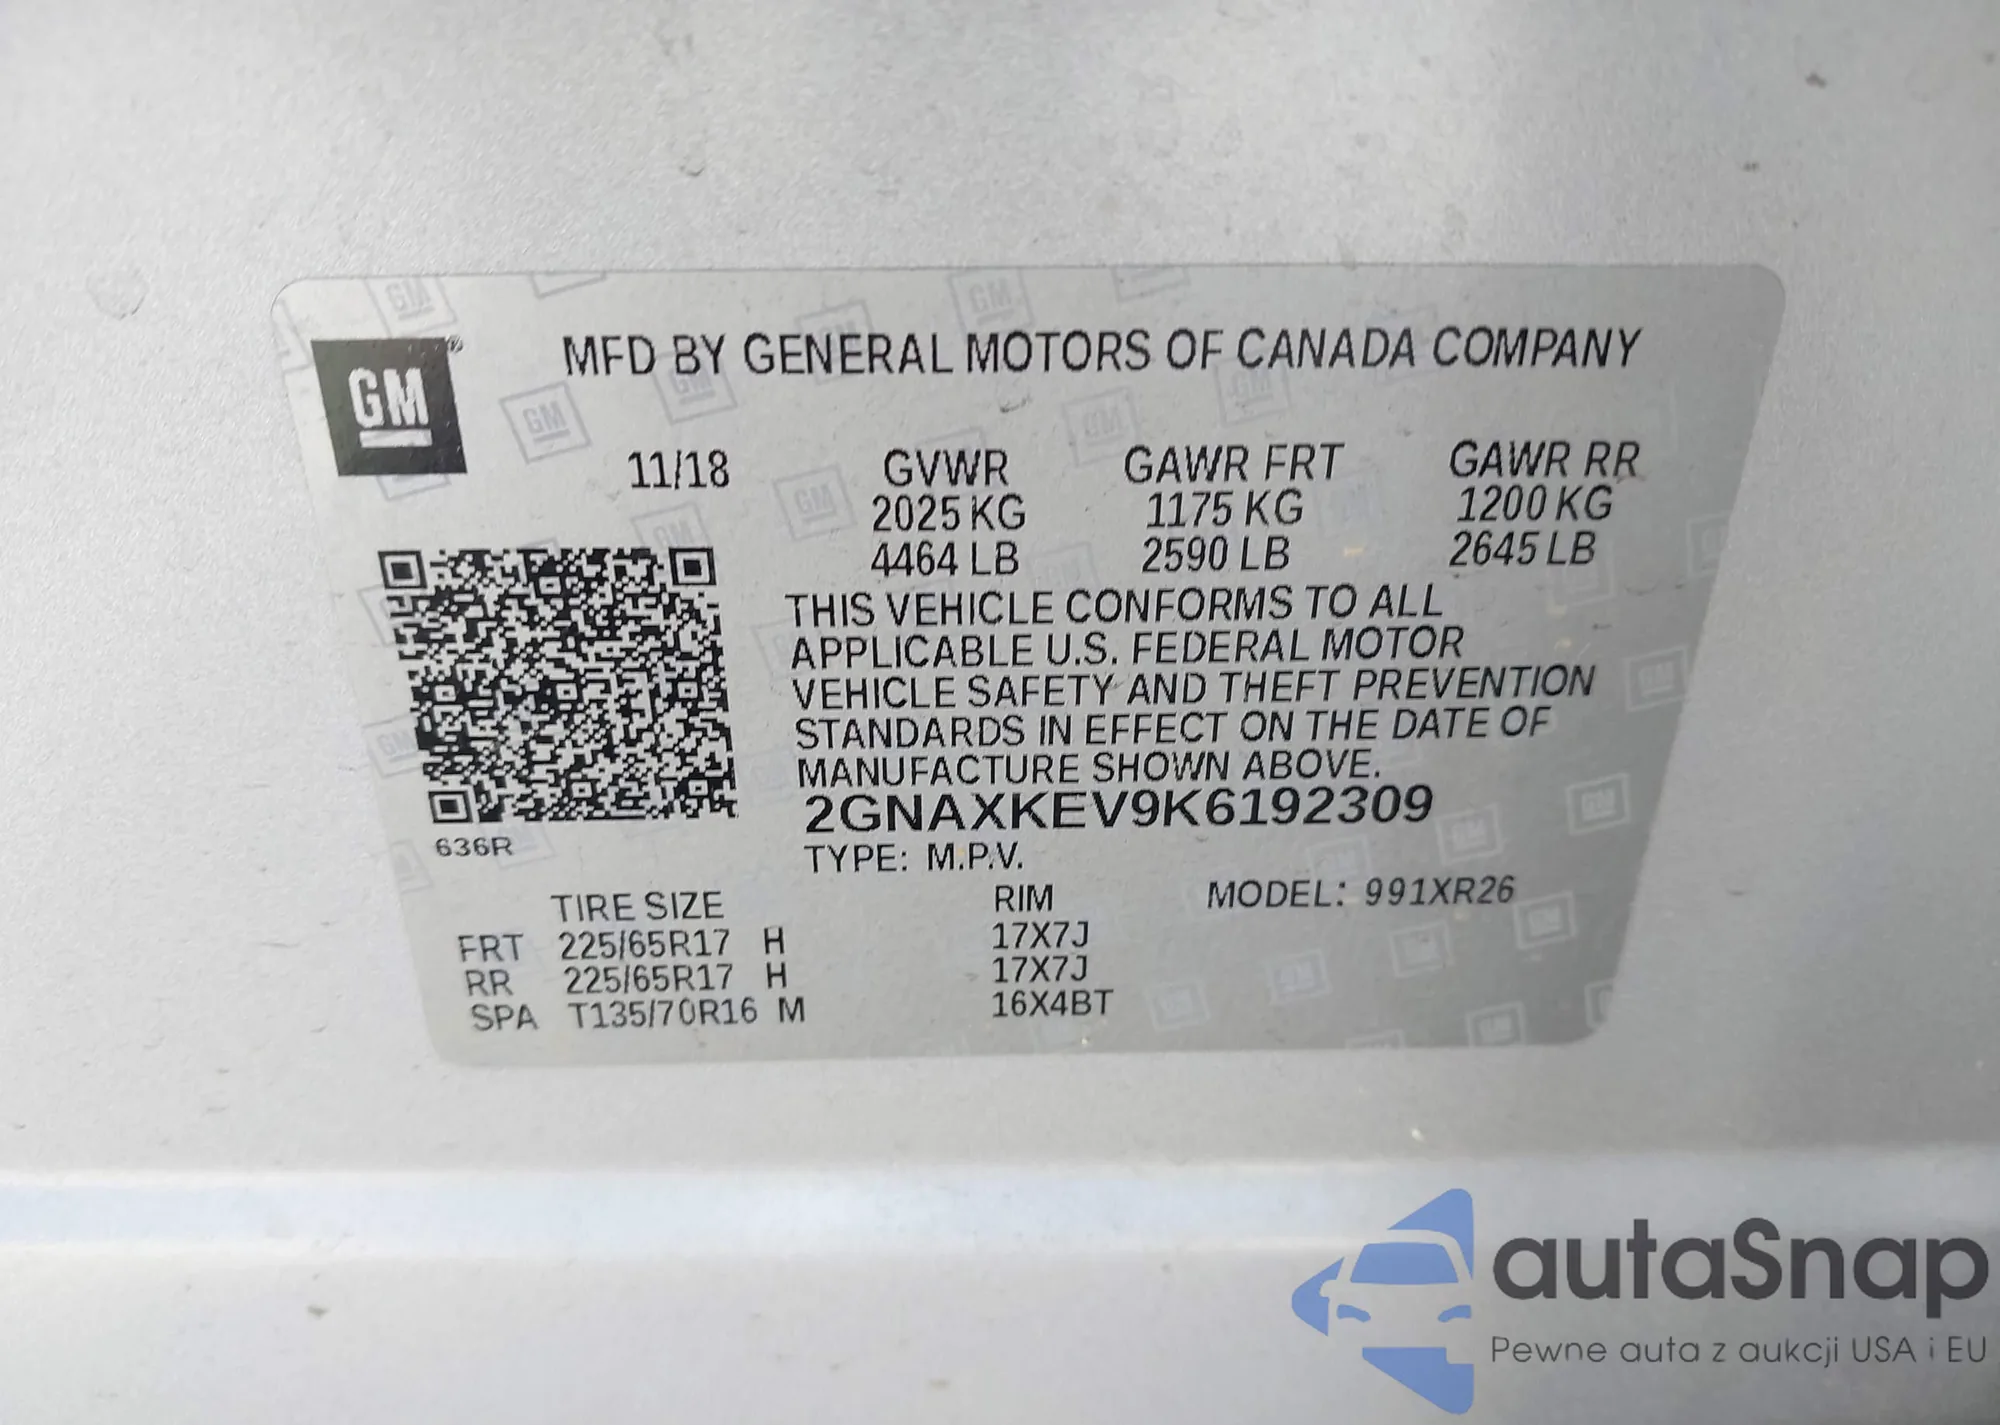 GM®
MFD BY GENERAL MOTORS OF CANADA COMPANY
11/18 GVWR GAWR FRT GAWR RR
2025 KG 1175 KG 1200 KG
4464 LB 2590 LB 2645 LB
THIS VEHICLE CONFORMS TO ALL
APPLICABLE U.S. FEDERAL MOTOR
VEHICLE SAFETY AND THEFT PREVENTION
STANDARDS IN EFFECT ON THE DATE OF
MANUFACTURE SHOWN ABOVE.
2GNAXKEV9K6192309
636R
TYPE: M.P.V.
TIRE SIZE RIM MODEL: 991XR26
FRT 225/65R17 H 17X7J
RR 225/65R17 H 17X7J
SPA T135/70R16 M 16X4BT
autaSnap
Pewne auta z aukcji USA i EU